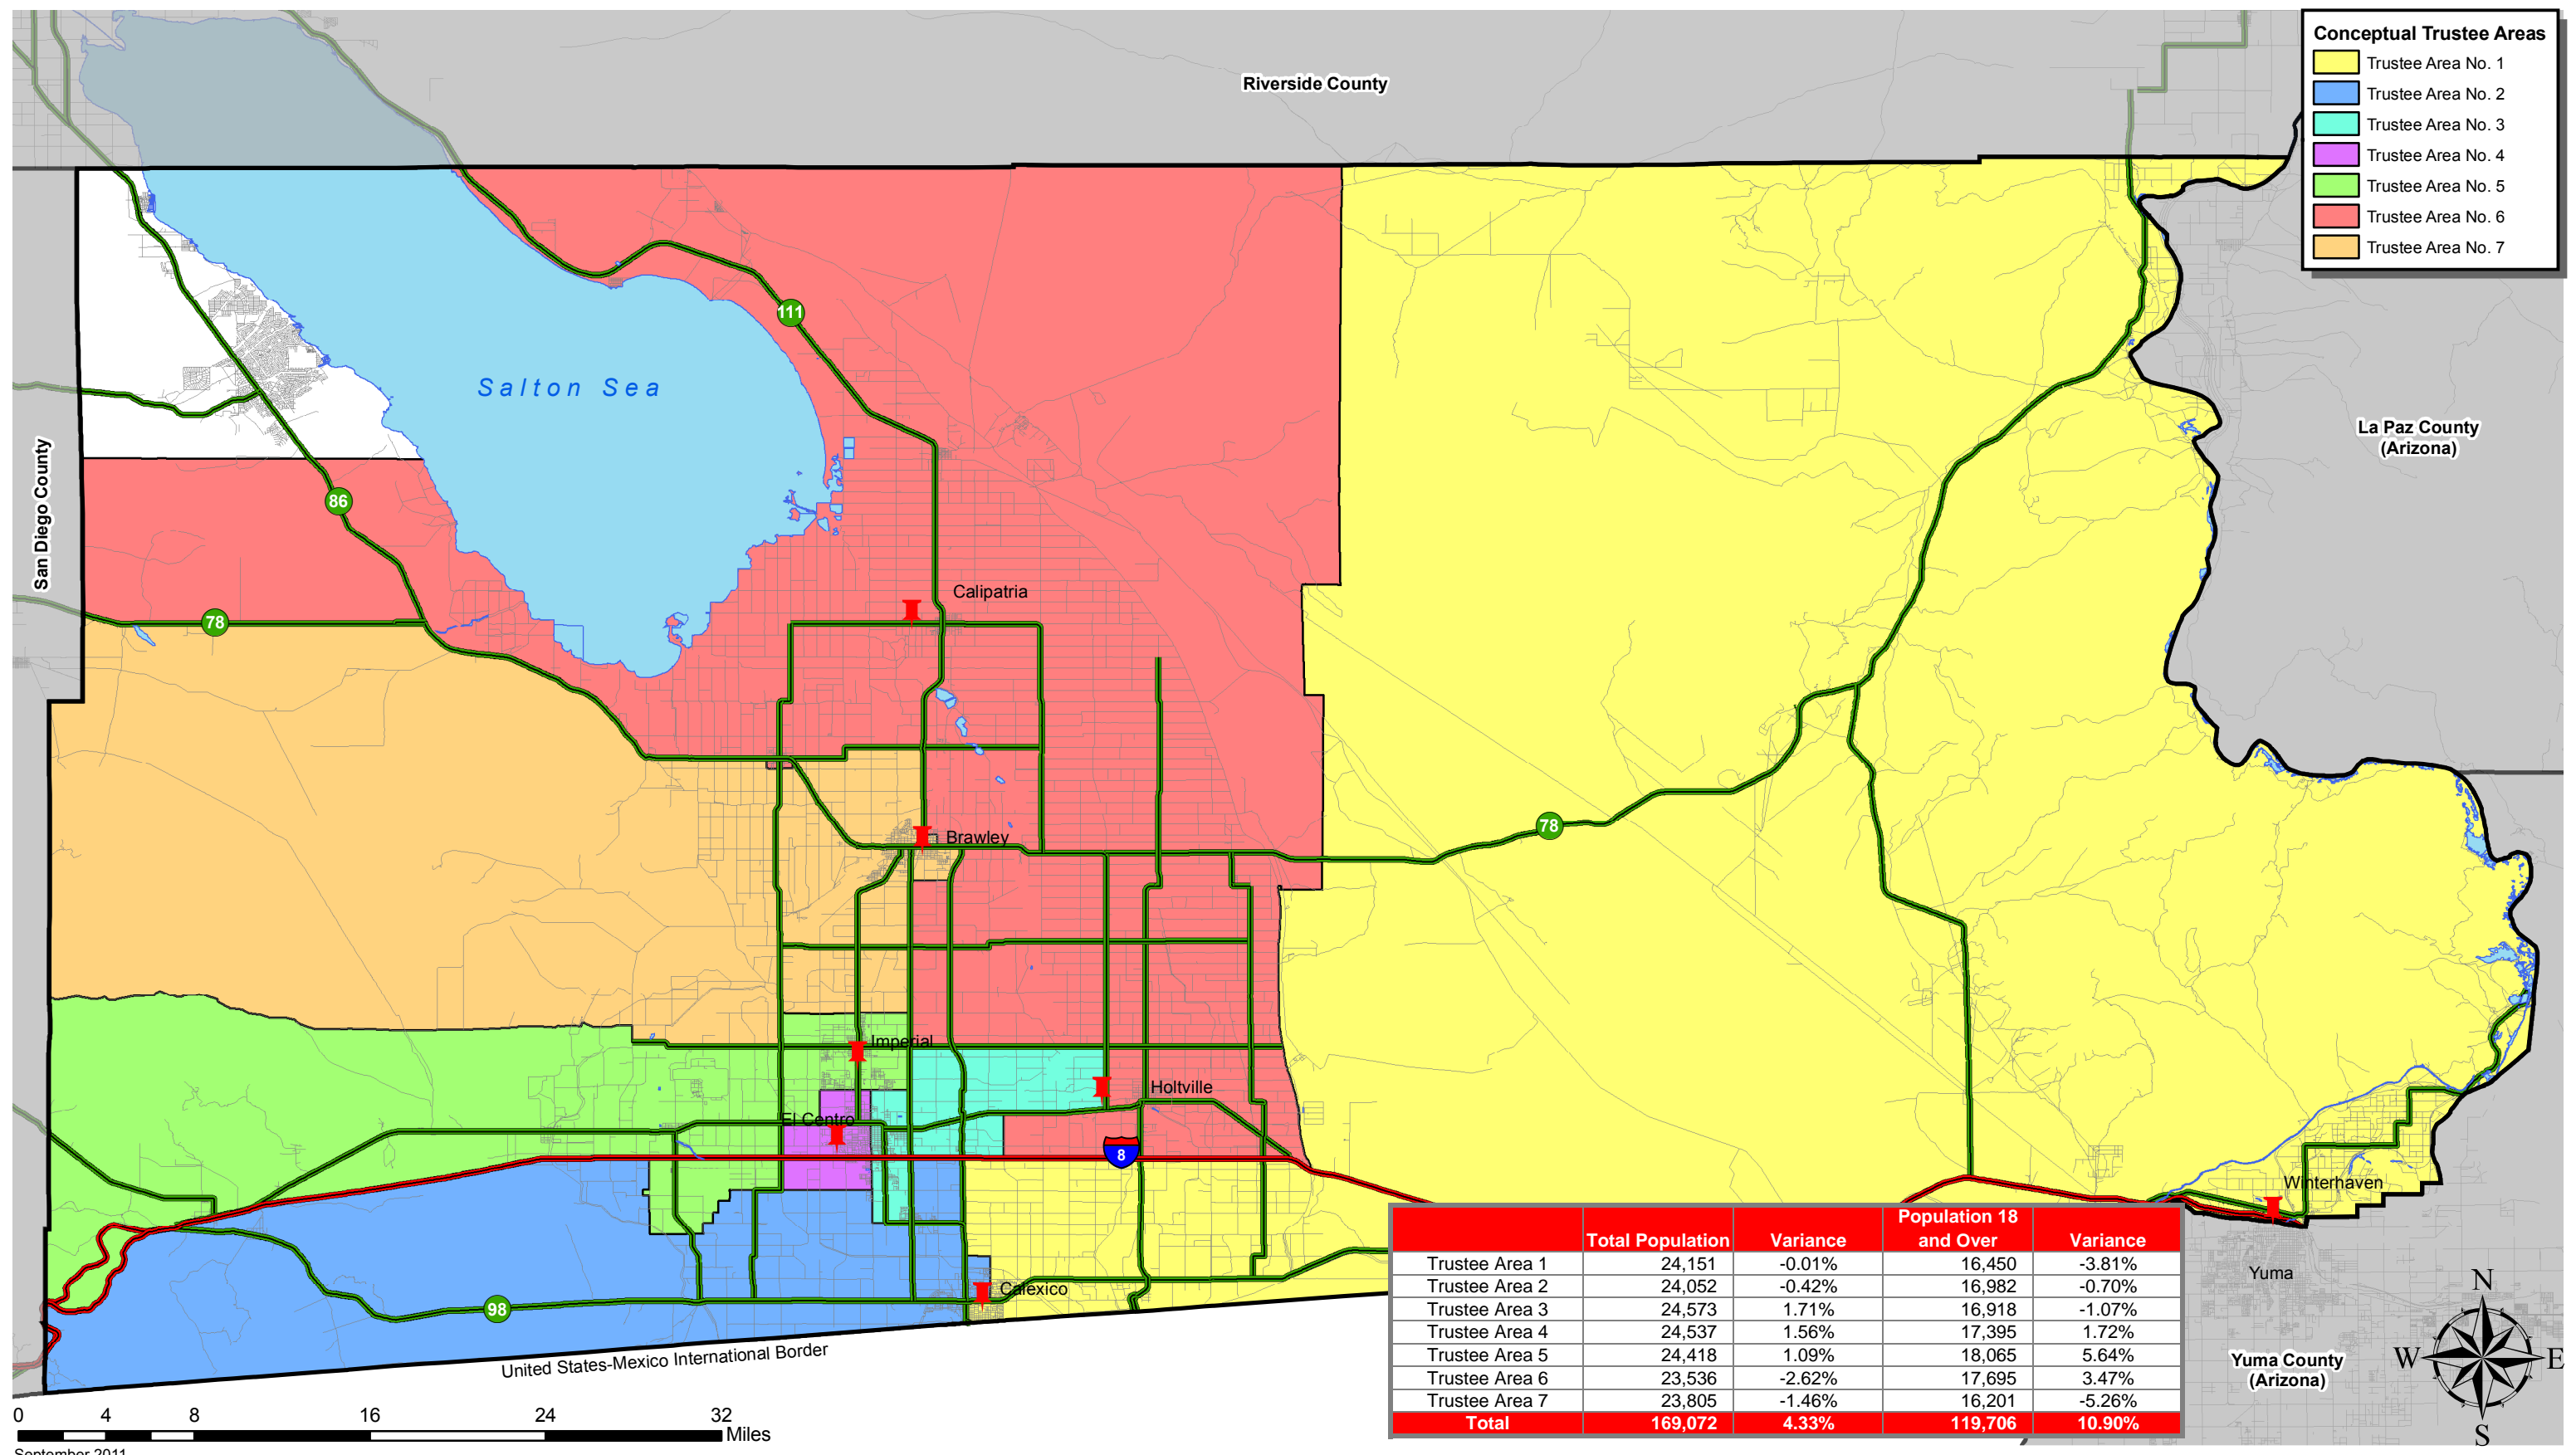 Conceptual Trustee Areas
Trustee Area No. 1
Trustee Area No. 2
Trustee Area No. 3
Trustee Area No. 4
Trustee Area No. 5
Trustee Area No. 6
Trustee Area No. 7
Riverside County
111
Salton Sea
La Paz County
(Arizona)
San Diego County
86
Calipatria
78
78
Brawley
Imperial
Holtville
El Centro
8
Winterhaven
Calexico
98
United States-Mexico International Border
Yuma
Yuma County
(Arizona)
N
W
E
S
Total Population Variance Population 18 and Over Variance
Trustee Area 1 24,151 -0.01% 16,450 -3.81%
Trustee Area 2 24,052 -0.42% 16,982 -0.70%
Trustee Area 3 24,573 1.71% 16,918 -1.07%
Trustee Area 4 24,537 1.56% 17,395 1.72%
Trustee Area 5 24,418 1.09% 18,065 5.64%
Trustee Area 6 23,536 -2.62% 17,695 3.47%
Trustee Area 7 23,805 -1.46% 16,201 -5.26%
Total 169,072 4.33% 119,706 10.90%
0 4 8 16 24 32
Miles
September 2011